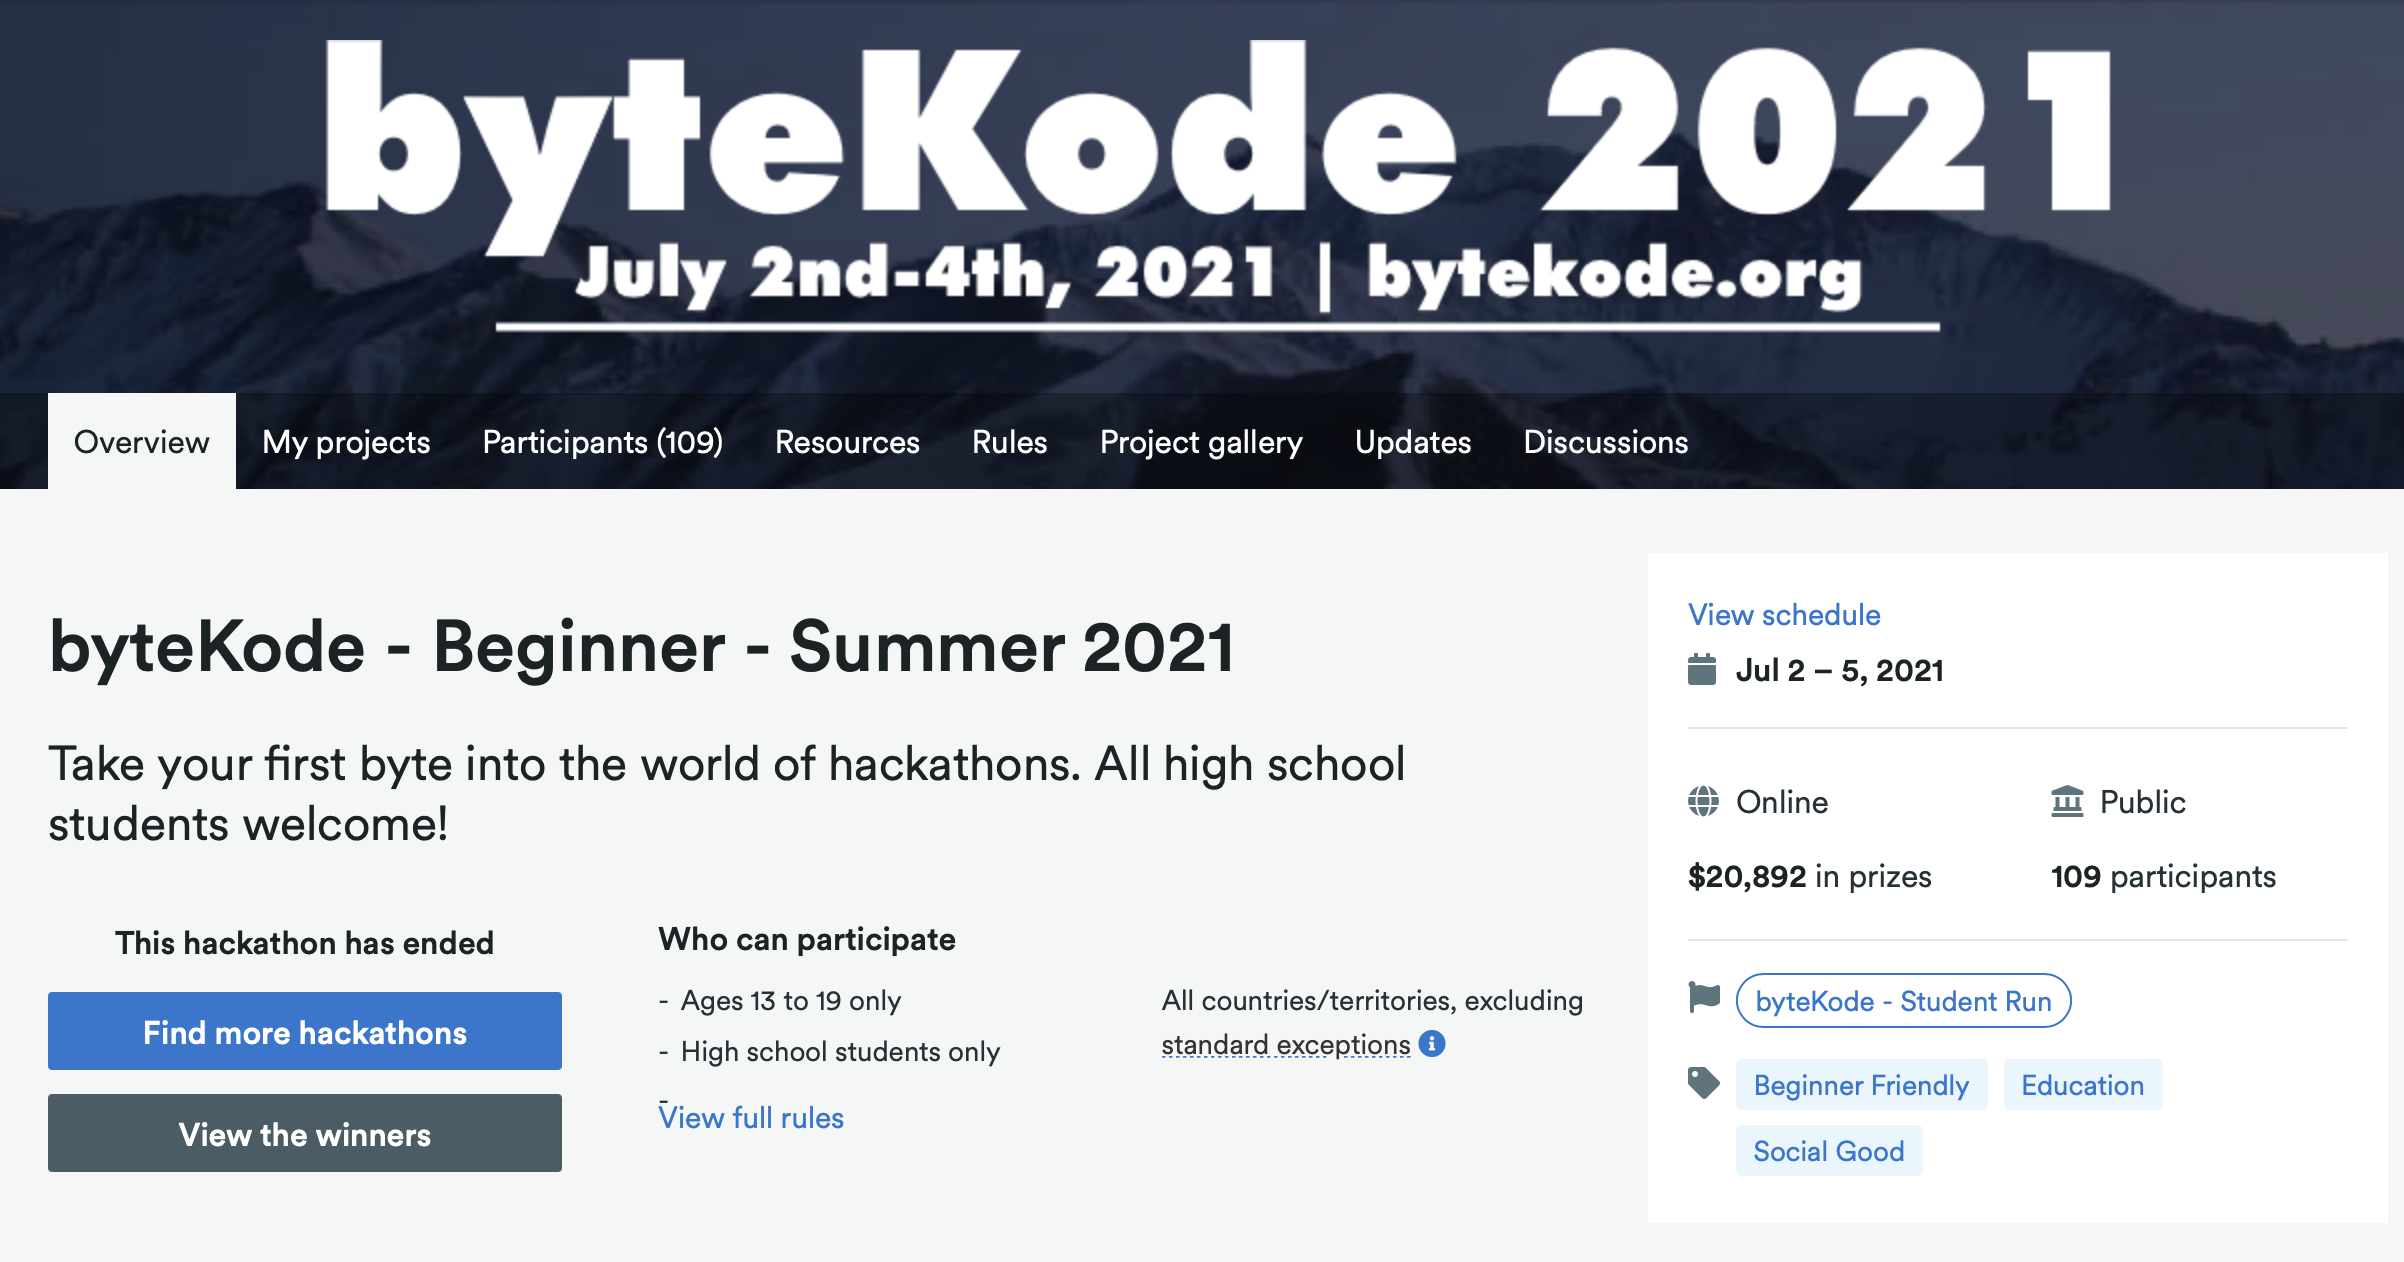 byteKode 2021
July 2nd-4th, 2021 | bytekode.org
Overview My projects Participants (109) Resources Rules Project gallery Updates Discussions
byteKode - Beginner - Summer 2021
Take your first byte into the world of hackathons. All high school
students welcome!
This hackathon has ended
Find more hackathons
View the winners
Who can participate
- Ages 13 to 19 only
- High school students only
-
View full rules
All countries/territories, excluding
standard exceptions
View schedule
Jul 2 – 5, 2021
Online Public
$20,892 in prizes 109 participants
byteKode - Student Run
Beginner Friendly Education
Social Good